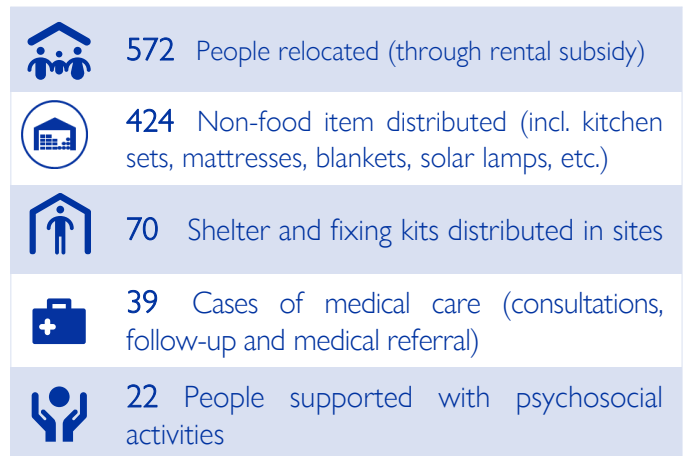 572 People relocated (through rental subsidy)
424 Non-food item distributed (incl. kitchen
sets, mattresses, blankets, solar lamps, etc.)
70 Shelter and fixing kits distributed in sites
39 Cases of medical care (consultations,
follow-up and medical referral)
22 People supported with psychosocial
activities